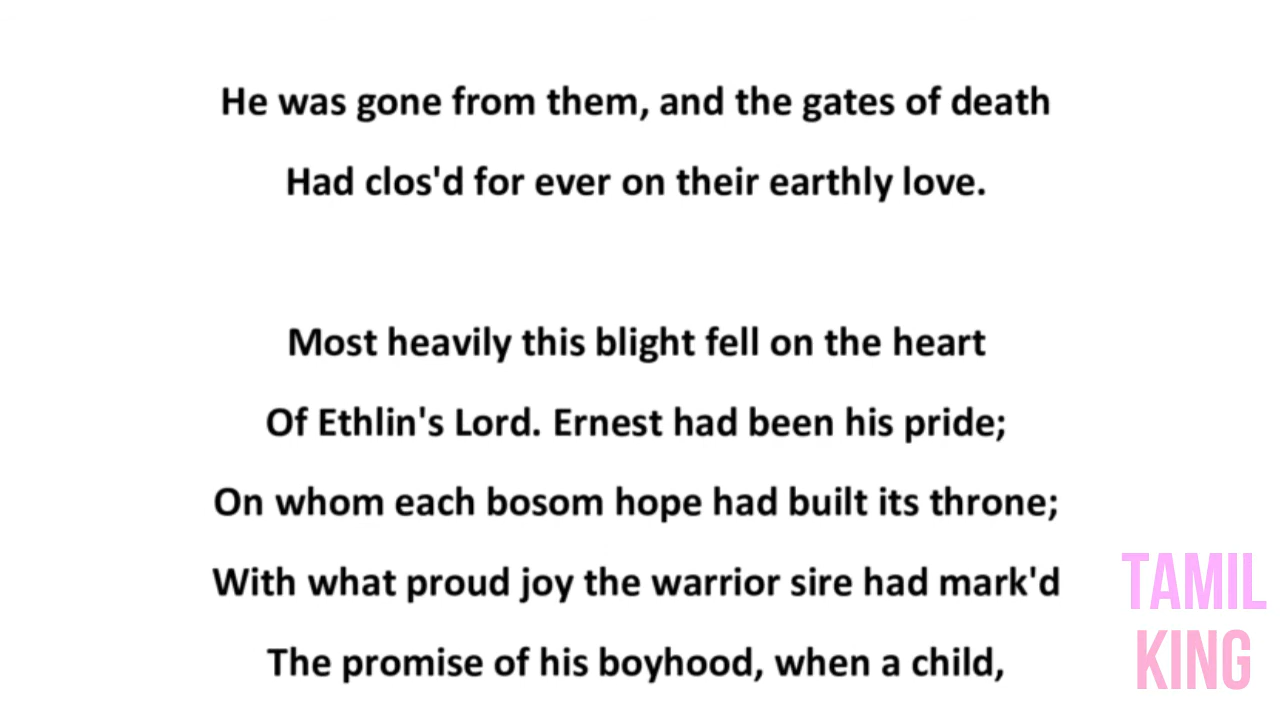 He was gone from them, and the gates of death
Had clos'd for ever on their earthly love.
Most heavily this blight fell on the heart
Of Ethlin's Lord. Ernest had been his pride;
On whom each bosom hope had built its throne;
With what proud joy the warrior sire had mark'd
The promise of his boyhood, when a child,
TAMIL
KING